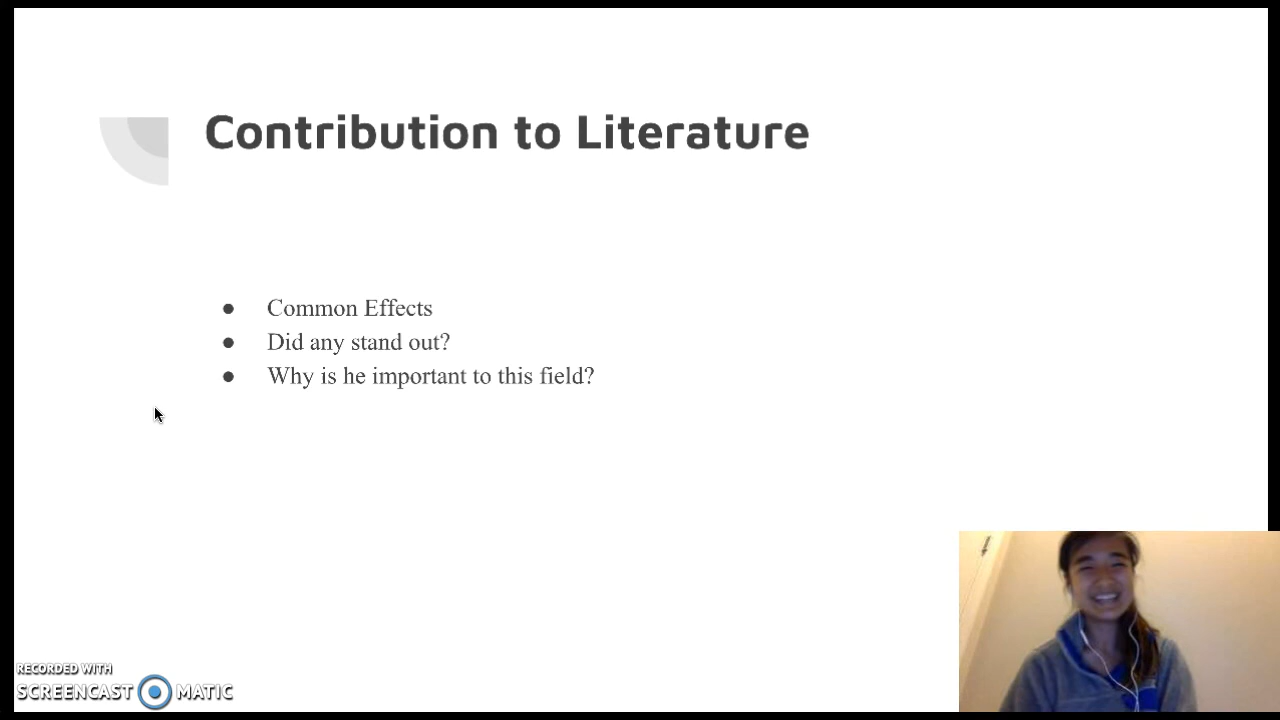 Contribution to Literature
● Common Effects
● Did any stand out?
● Why is he important to this field?
RECORDED WITH
SCREENCAST MATIC